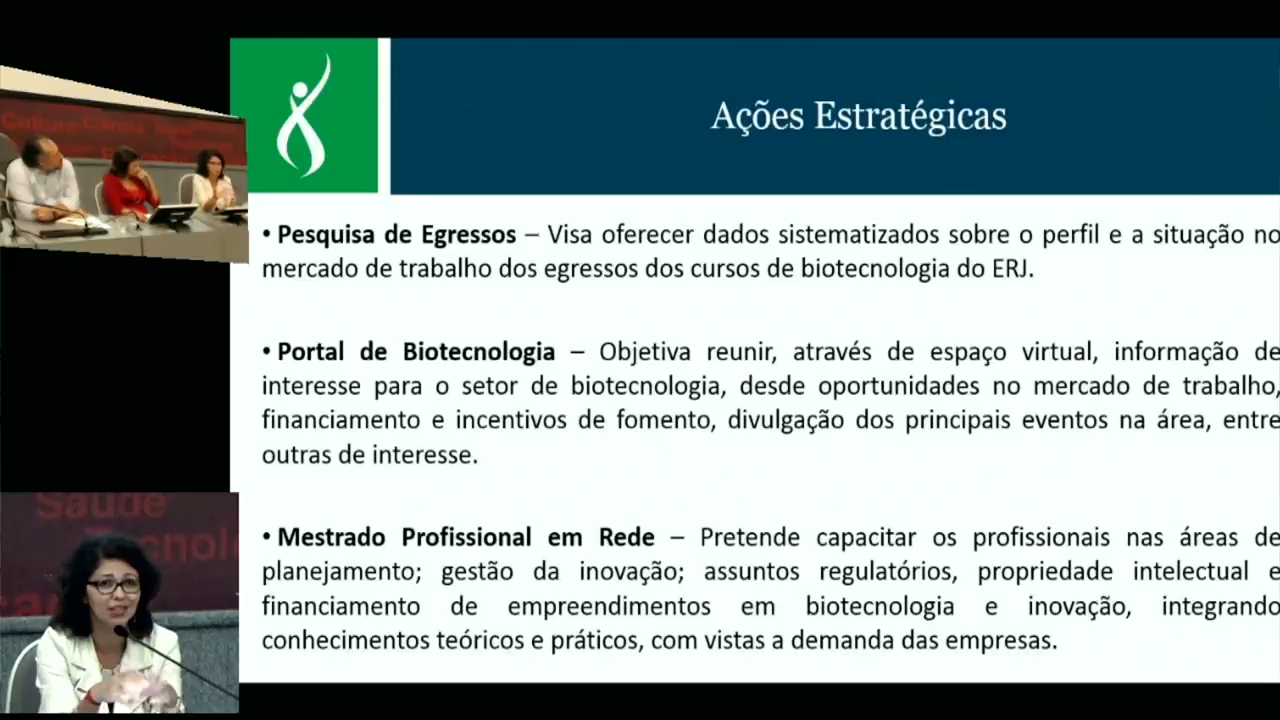 Ações Estratégicas
• Pesquisa de Egressos – Visa oferecer dados sistematizados sobre o perfil e a situação no
mercado de trabalho dos egressos dos cursos de biotecnologia do ERJ.
• Portal de Biotecnologia – Objetiva reunir, através de espaço virtual, informação de
interesse para o setor de biotecnologia, desde oportunidades no mercado de trabalho,
financiamento e incentivos de fomento, divulgação dos principais eventos na área, entre
outras de interesse.
• Mestrado Profissional em Rede – Pretende capacitar os profissionais nas áreas de
planejamento; gestão da inovação; assuntos regulatórios, propriedade intelectual e
financiamento de empreendimentos em biotecnologia e inovação, integrando
conhecimentos teóricos e práticos, com vistas a demanda das empresas.
Cultura Ciência
Saúde
Tecnolo